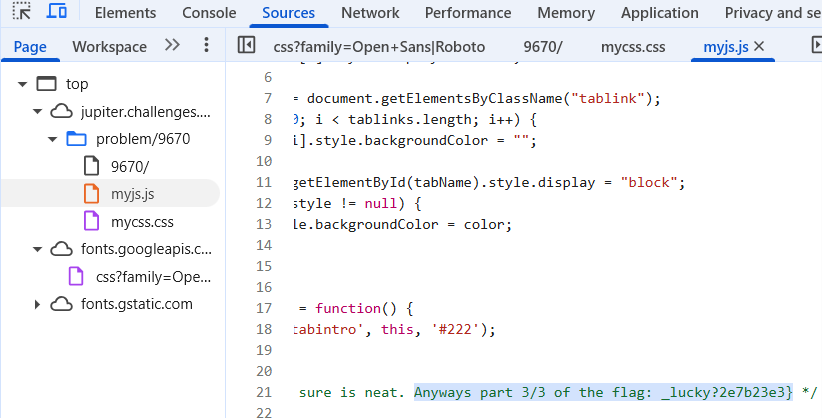 Elements Console Sources Network Performance Memory Application Privacy and se
Page Workspace css?family=Open+Sans|Roboto 9670/ mycss.css myjs.js
top
jupiter.challenges....
problem/9670
9670/
myjs.js
mycss.css
fonts.googleapis.c...
css?family=Ope...
fonts.gstatic.com
6
7 = document.getElementsByClassName("tablink");
8 0; i < tablinks.length; i++) {
9 i].style.backgroundColor = "";
10
11 getElementById(tabName).style.display = "block";
12 style != null) {
13 le.backgroundColor = color;
14
15
16
17 = function() {
18 tabintro', this, '#222');
19
20
21 sure is neat. Anyways part 3/3 of the flag: _lucky?2e7b23e3} */
22